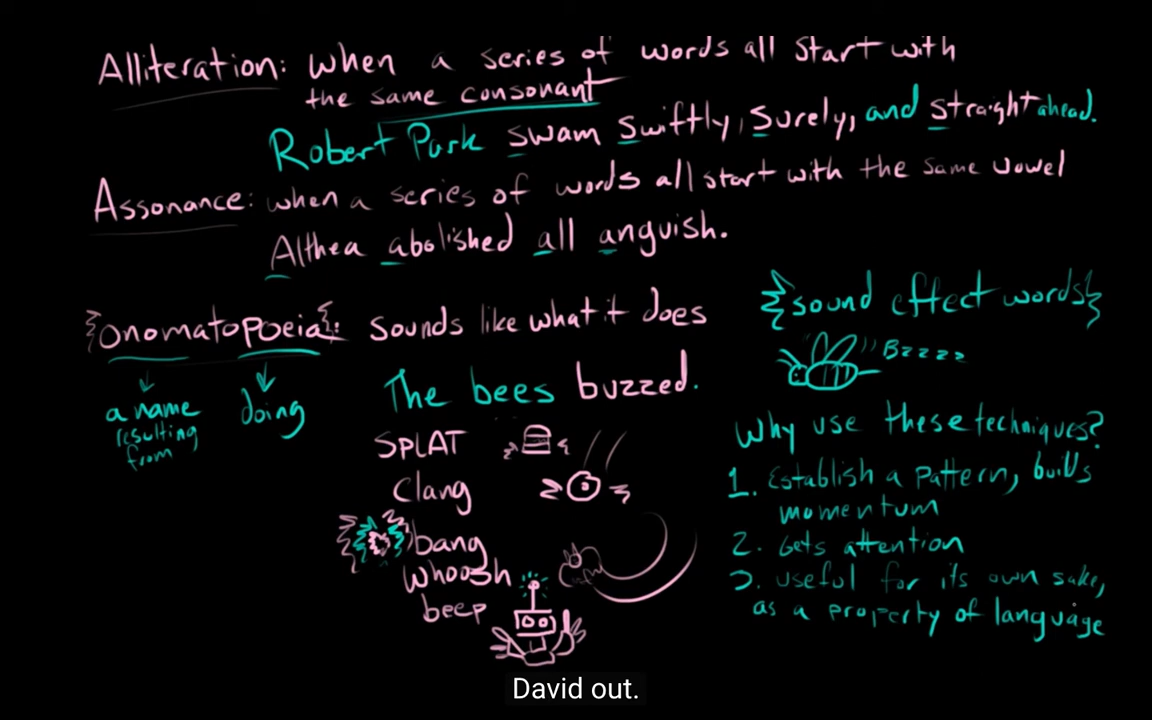 Alliteration: when a series of words all start with
the same consonant
Robert Park swam swiftly, surely, and straight ahead.
Assonance: when a series of words all start with the same vowel
Althea abolished all anguish.
onomatopoeia: sounds like what it does
a name
resulting
from
doing
The bees buzzed.
SPLAT
Clang
bang
whoosh
beep
sound effect words
Bzzzz
Why use these techniques?
1. Establish a pattern, builds
momentum
2. Gets attention
3. useful for its own sake,
as a property of language
David out.